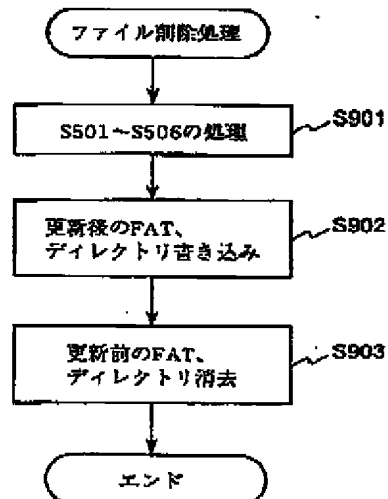 ファイル削除処理
S501～S506の処理
S901
更新後のFAT、
ディレクトリ書き込み
S902
更新前のFAT、
ディレクトリ消去
S903
エンド